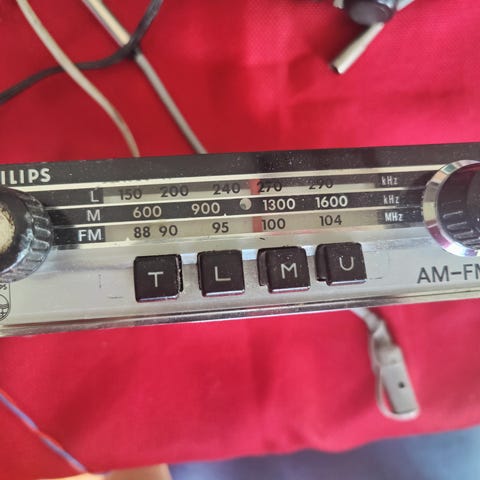 ILIPS
L 150 200 240 270 290 kHz
M 600 900 1300 1600 kHz
FM 88 90 95 100 104 MHz
T L M U
AM-FM